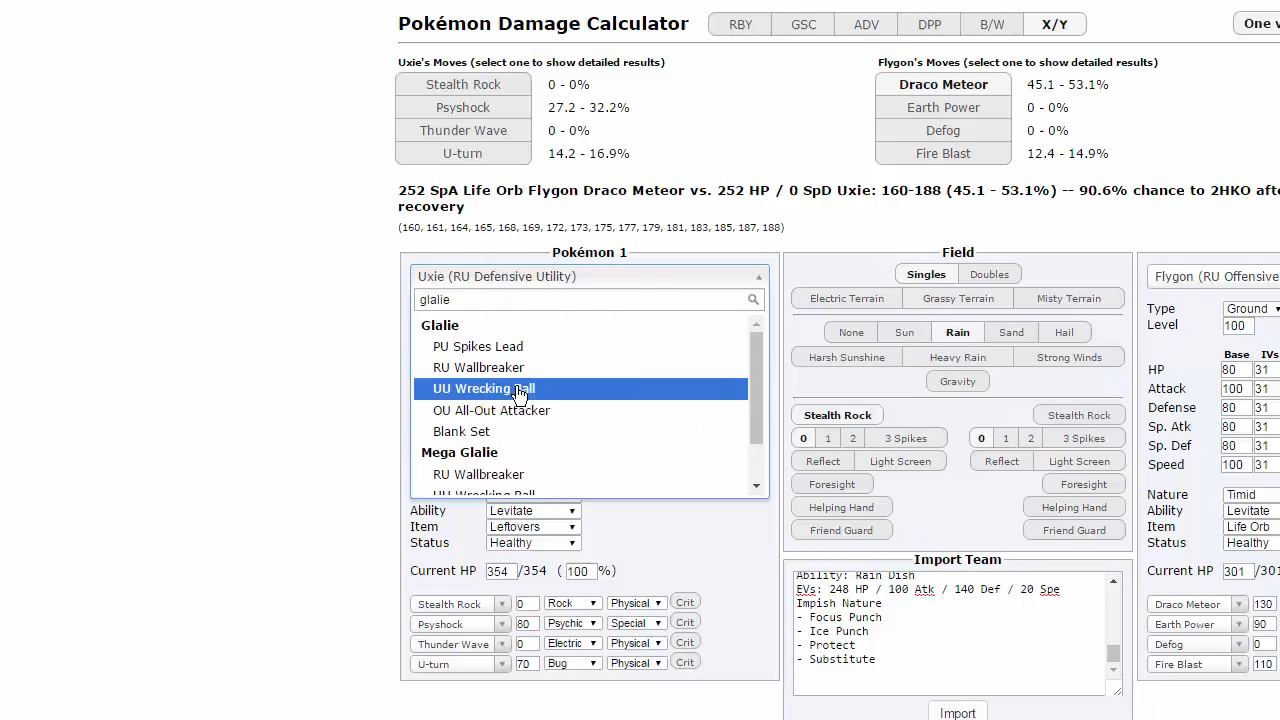 Pokémon Damage Calculator RBY GSC ADV DPP B/W X/Y One v
Uxie's Moves (select one to show detailed results) Flygon's Moves (select one to show detailed results)
Stealth Rock 0 - 0% Draco Meteor 45.1 - 53.1%
Psyshock 27.2 - 32.2% Earth Power 0 - 0%
Thunder Wave 0 - 0% Defog 0 - 0%
U-turn 14.2 - 16.9% Fire Blast 12.4 - 14.9%
252 SpA Life Orb Flygon Draco Meteor vs. 252 HP / 0 SpD Uxie: 160-188 (45.1 - 53.1%) -- 90.6% chance to 2HKO afte
recovery
(160, 161, 164, 165, 168, 169, 172, 173, 175, 177, 179, 181, 183, 185, 187, 188)
Pokémon 1
Uxie (RU Defensive Utility)
glalie
Glalie
PU Spikes Lead
RU Wallbreaker
UU Wrecking Ball
OU All-Out Attacker
Blank Set
Mega Glalie
RU Wallbreaker
UU Wrecking Ball
Ability Levitate
Item Leftovers
Status Healthy
Current HP 354 /354 ( 100 %)
Stealth Rock 0 Rock Physical Crit
Psyshock 80 Psychic Special Crit
Thunder Wave 0 Electric Physical Crit
U-turn 70 Bug Physical Crit
Field
Singles Doubles
Electric Terrain Grassy Terrain Misty Terrain
None Sun Rain Sand Hail
Harsh Sunshine Heavy Rain Strong Winds
Gravity
Stealth Rock Stealth Rock
0 1 2 3 Spikes 0 1 2 3 Spikes
Reflect Light Screen Reflect Light Screen
Foresight Foresight
Helping Hand Helping Hand
Friend Guard Friend Guard
Import Team
Ability: Rain Dish
EVs: 248 HP / 100 Atk / 140 Def / 20 Spe
Impish Nature
- Focus Punch
- Ice Punch
- Protect
- Substitute
Import
Flygon (RU Offensive
Type Ground
Level 100
Base IVs
HP 80 31
Attack 100 31
Defense 80 31
Sp. Atk 80 31
Sp. Def 80 31
Speed 100 31
Nature Timid
Ability Levitate
Item Life Orb
Status Healthy
Current HP 301 /301
Draco Meteor 130
Earth Power 90
Defog 0
Fire Blast 110